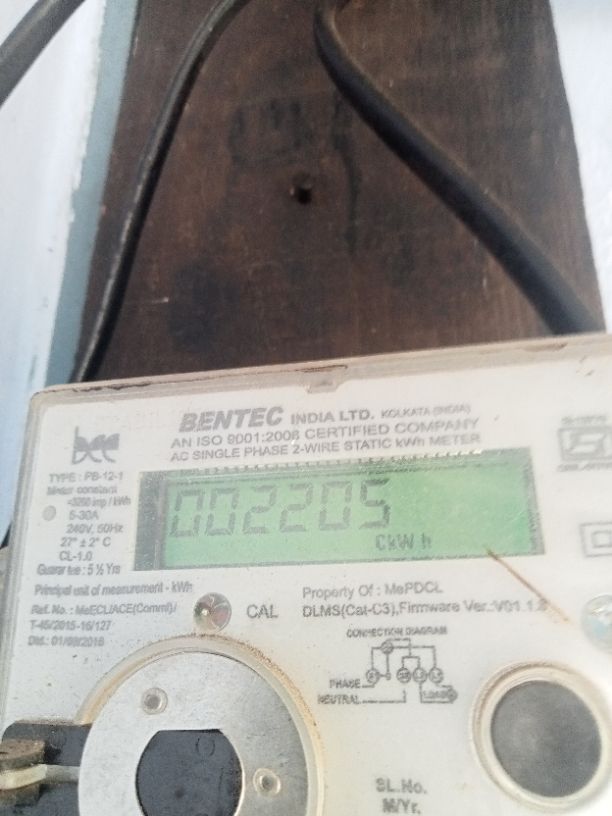 BENTEC INDIA LTD. KOLKATA (INDIA)
AN ISO 9001:2008 CERTIFIED COMPANY
AC SINGLE PHASE 2-WIRE STATIC kWh METER
bee
TYPE : PB-12-1
Meter constant
=3200 imp / kWh
5-30A
240V, 50Hz
27° ± 2° C
CL-1.0
Guarantee : 5 ½ Yrs
002205
CkWh
Principal unit of measurement - kWh
Ref. No. : MeECL/ACE(Comml)/
T-45/2015-16/127
Dtd.: 01/09/2016
CAL
Property Of : MePDCL
DLMS(Cat-C3),Firmware Ver.:V01.1.
CONNECTION DIAGRAM
PHASE
NEUTRAL
LOAD
SL.No.
M/Yr.